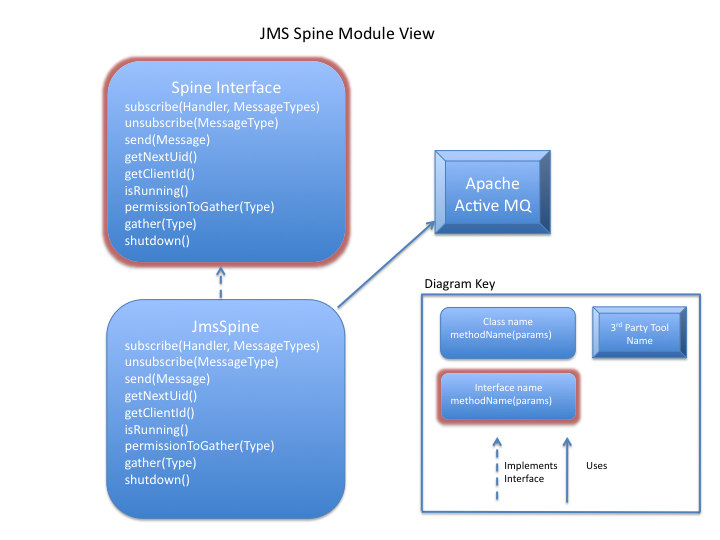 JMS Spine Module View
Spine Interface
subscribe(Handler, MessageTypes)
unsubscribe(MessageType)
send(Message)
getNextUid()
getClientId()
isRunning()
permissionToGather(Type)
gather(Type)
shutdown()
Apache
Active MQ
JmsSpine
subscribe(Handler, MessageTypes)
unsubscribe(MessageType)
send(Message)
getNextUid()
getClientId()
isRunning()
permissionToGather(Type)
gather(Type)
shutdown()
Diagram Key
Class name
methodName(params)
3rd Party Tool
Name
Interface name
methodName(params)
Implements
Interface
Uses